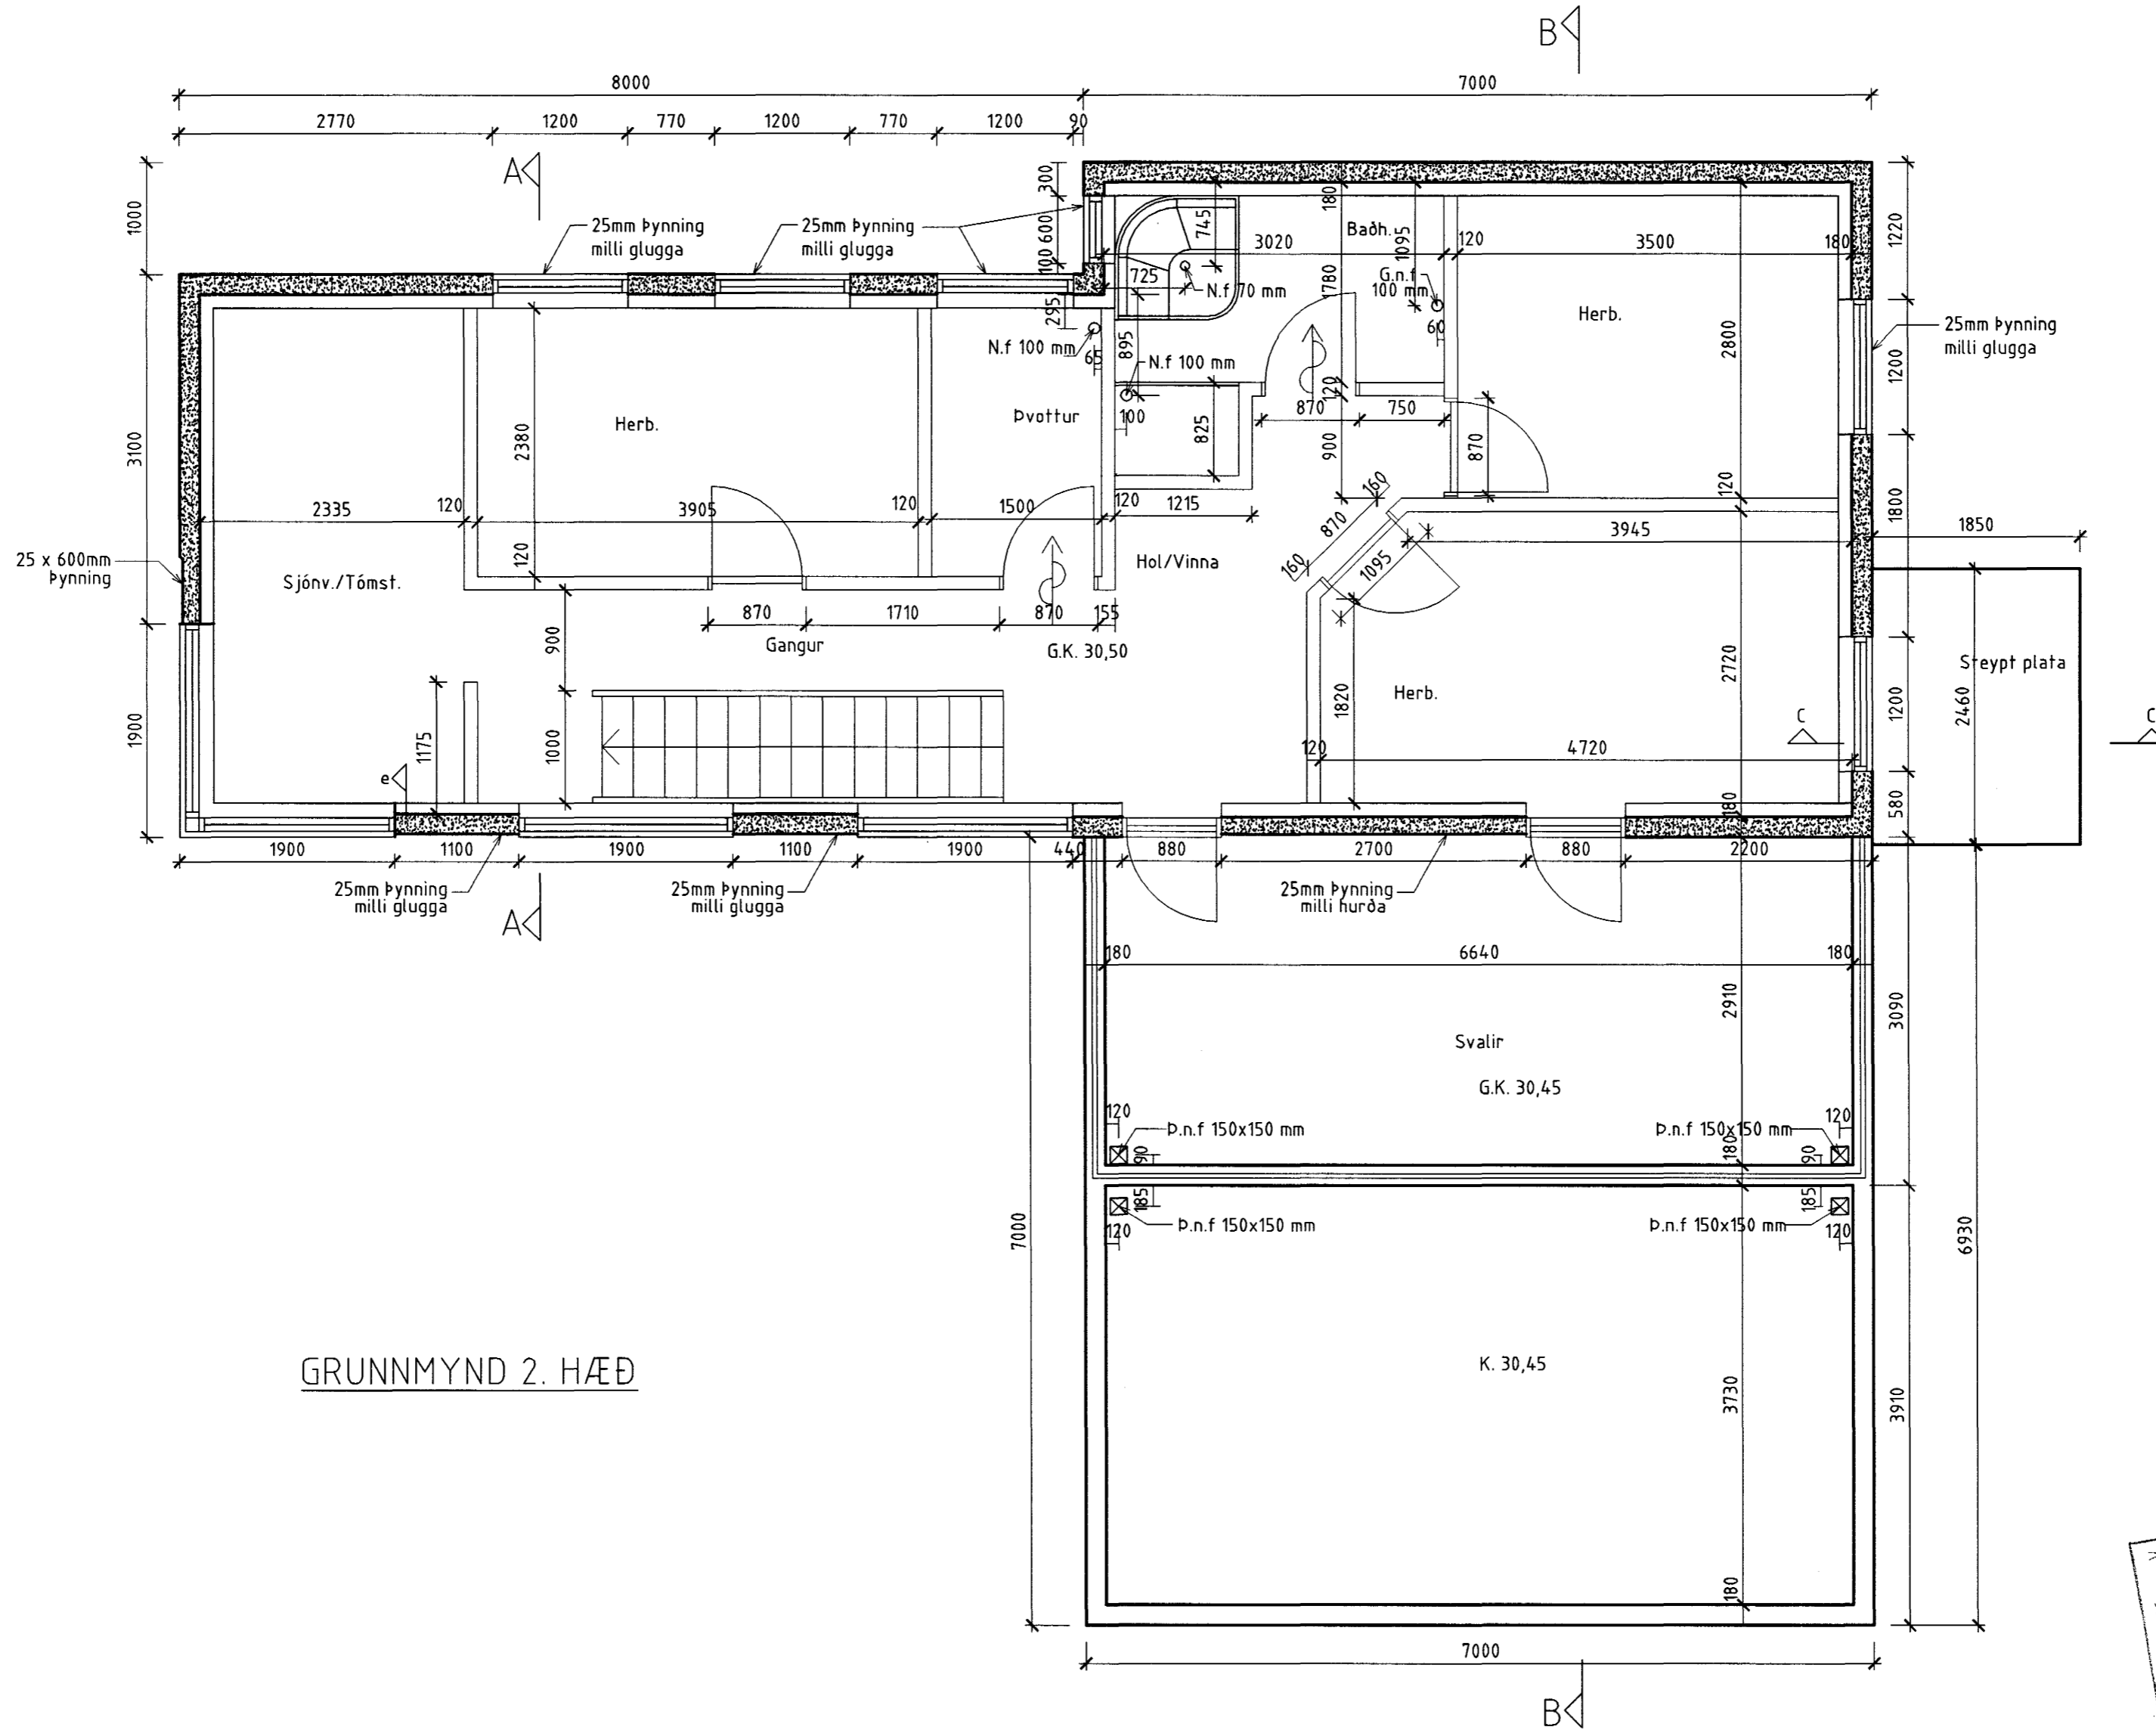 B
8000
7000
2770 1200 770 1200 770 1200 90
A
25mm Þynning
milli glugga
25mm Þynning
milli glugga
1000
300
600
100
180
745
Baðh.
1095
3020
120
3500
180
1220
725
N.f 70 mm
1780
G.n.f
100 mm
295
Herb.
25mm Þynning
milli glugga
N.f 100 mm
65
895
60
2800
1200
N.f 100 mm
3100
2380
Herb.
Þvottur
100
825
120
870
750
900
870
2335
120
3905
120
1500
120
1215
160
870
120
1800
3945
1850
25 x 600mm
Þynning
120
Sjónv./Tómst.
Hol/Vinna
160
1095
870 1710 870 155
900
Gangur
G.K. 30,50
Steypt plata
1900
1175
1000
1820
Herb.
2720
1200
2460
C
C
120
4720
e
180
580
1900 1100 1900 1100 1900 440 880 2700 880 2200
25mm Þynning
milli glugga
25mm Þynning
milli glugga
25mm Þynning
milli hurða
A
180
6640
180
2910
3090
Svalir
G.K. 30,45
120
Þ.n.f 150x150 mm
90
Þ.n.f 150x150 mm
120
180
90
185
Þ.n.f 150x150 mm
120
Þ.n.f 150x150 mm
185
120
7000
6930
GRUNNMYND 2. HÆÐ
K. 30,45
3730
3910
180
7000
B